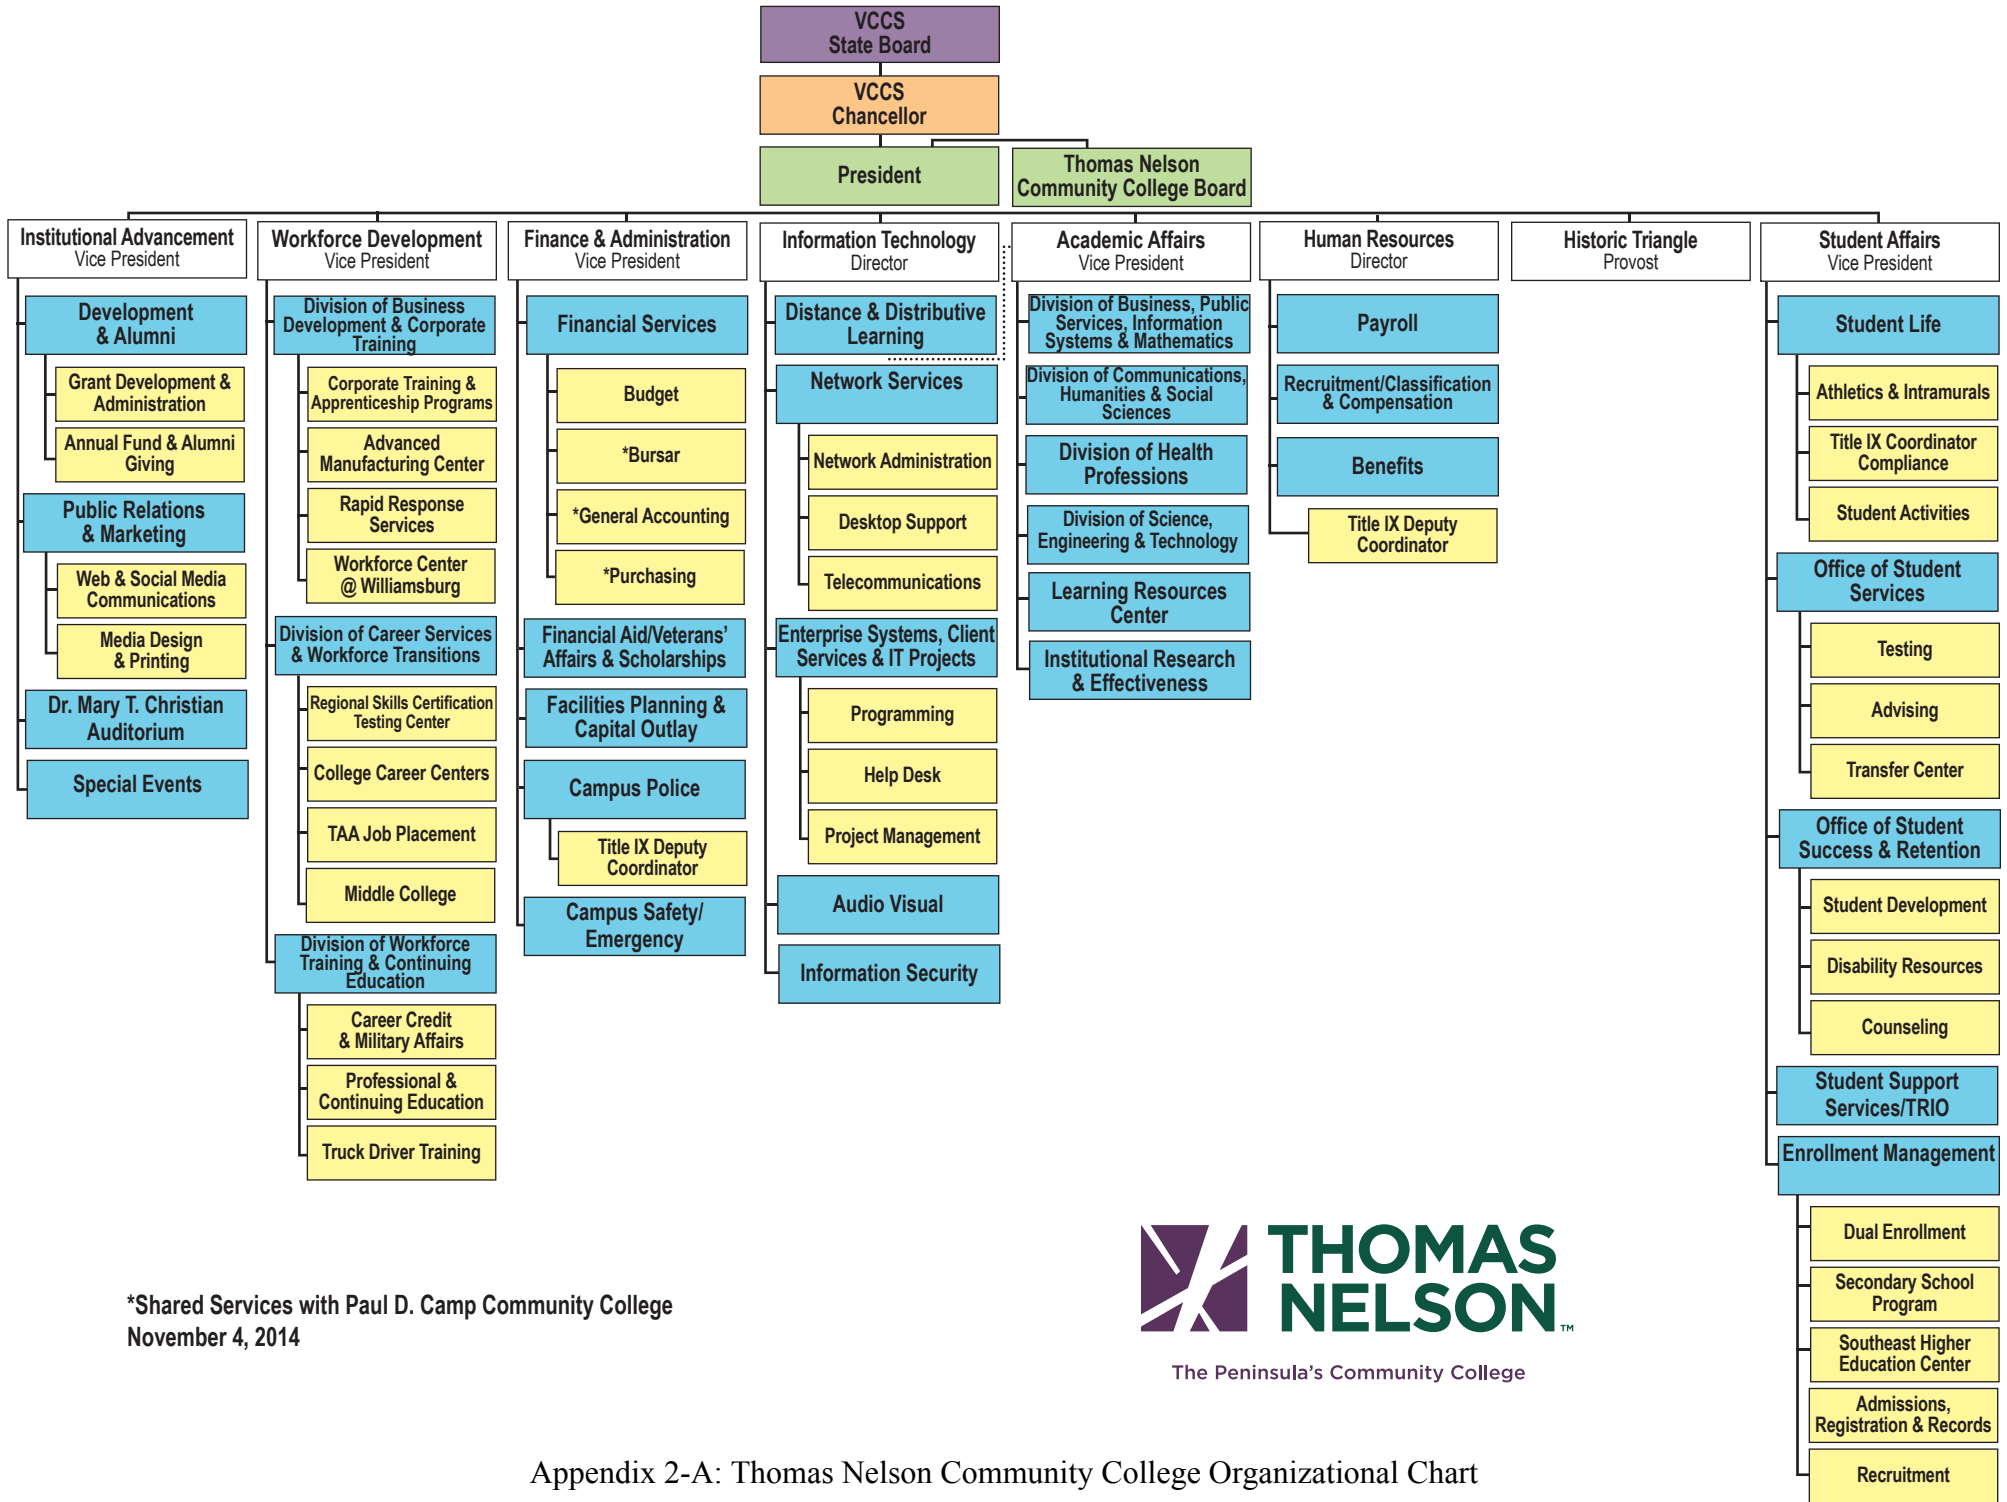 VCCS
State Board
VCCS
Chancellor
President
Thomas Nelson
Community College Board
Institutional Advancement
Vice President
Development
& Alumni
Grant Development &
Administration
Annual Fund & Alumni
Giving
Public Relations
& Marketing
Web & Social Media
Communications
Media Design
& Printing
Dr. Mary T. Christian
Auditorium
Special Events
Workforce Development
Vice President
Division of Business
Development & Corporate
Training
Corporate Training &
Apprenticeship Programs
Advanced
Manufacturing Center
Rapid Response
Services
Workforce Center
@ Williamsburg
Division of Career Services
& Workforce Transitions
Regional Skills Certification
Testing Center
College Career Centers
TAA Job Placement
Middle College
Division of Workforce
Training & Continuing
Education
Career Credit
& Military Affairs
Professional &
Continuing Education
Truck Driver Training
Finance & Administration
Vice President
Financial Services
Budget
*Bursar
*General Accounting
*Purchasing
Financial Aid/Veterans’
Affairs & Scholarships
Facilities Planning &
Capital Outlay
Campus Police
Title IX Deputy
Coordinator
Campus Safety/
Emergency
Information Technology
Director
Distance & Distributive
Learning
Network Services
Network Administration
Desktop Support
Telecommunications
Enterprise Systems, Client
Services & IT Projects
Programming
Help Desk
Project Management
Audio Visual
Information Security
Academic Affairs
Vice President
Division of Business, Public
Services, Information
Systems & Mathematics
Division of Communications,
Humanities & Social
Sciences
Division of Health
Professions
Division of Science,
Engineering & Technology
Learning Resources
Center
Institutional Research
& Effectiveness
Human Resources
Director
Payroll
Recruitment/Classification
& Compensation
Benefits
Title IX Deputy
Coordinator
Historic Triangle
Provost
Student Affairs
Vice President
Student Life
Athletics & Intramurals
Title IX Coordinator
Compliance
Student Activities
Office of Student
Services
Testing
Advising
Transfer Center
Office of Student
Success & Retention
Student Development
Disability Resources
Counseling
Student Support
Services/TRIO
Enrollment Management
Dual Enrollment
Secondary School
Program
Southeast Higher
Education Center
Admissions,
Registration & Records
Recruitment
*Shared Services with Paul D. Camp Community College
November 4, 2014
THOMAS
NELSON™
The Peninsula's Community College
Appendix 2-A: Thomas Nelson Community College Organizational Chart